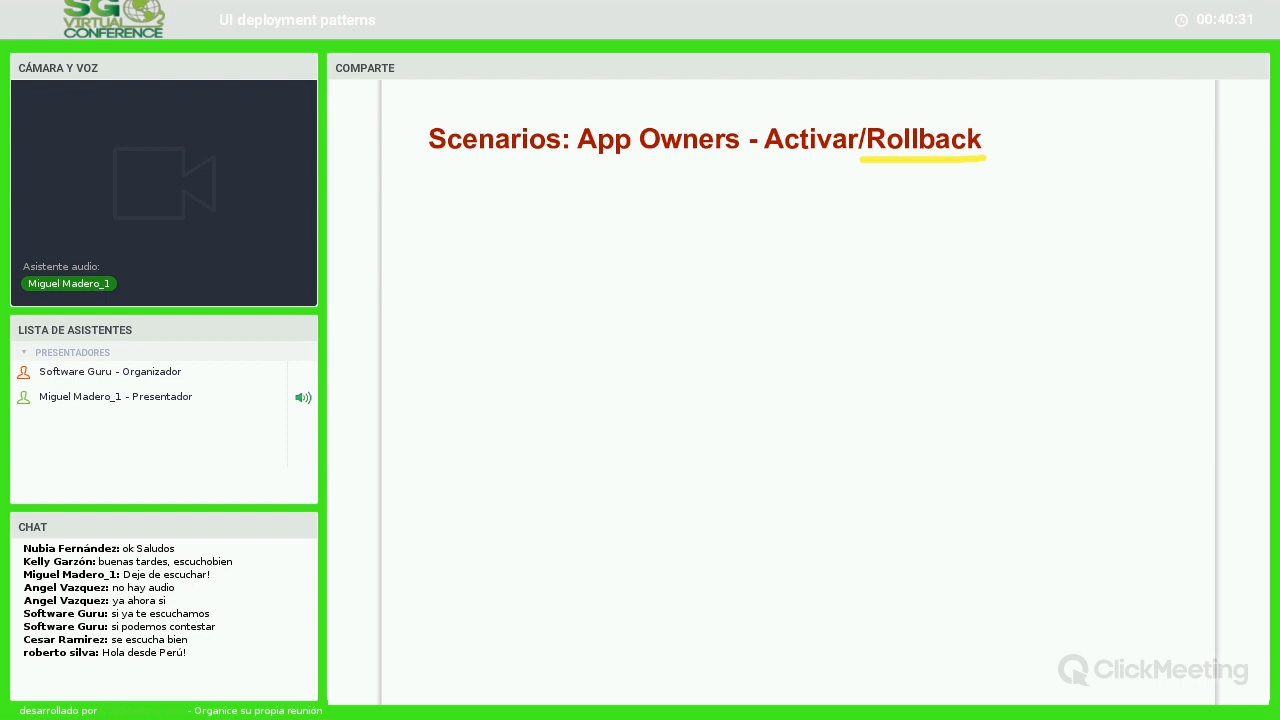 SG
VIRTUAL
CONFERENCE
UI deployment patterns
00:40:31
CÁMARA Y VOZ
Asistente audio:
Miguel Madero_1
LISTA DE ASISTENTES
PRESENTADORES
Software Guru - Organizador
Miguel Madero_1 - Presentador
CHAT
Nubia Fernández: ok Saludos
Kelly Garzón: buenas tardes, escuchobien
Miguel Madero_1: Deje de escuchar!
Angel Vazquez: no hay audio
Angel Vazquez: ya ahora si
Software Guru: si ya te escuchamos
Software Guru: si podemos contestar
Cesar Ramirez: se escucha bien
roberto silva: Hola desde Perú!
desarrollado por - Organice su propia reunión
COMPARTE
Scenarios: App Owners - Activar/Rollback
ClickMeeting